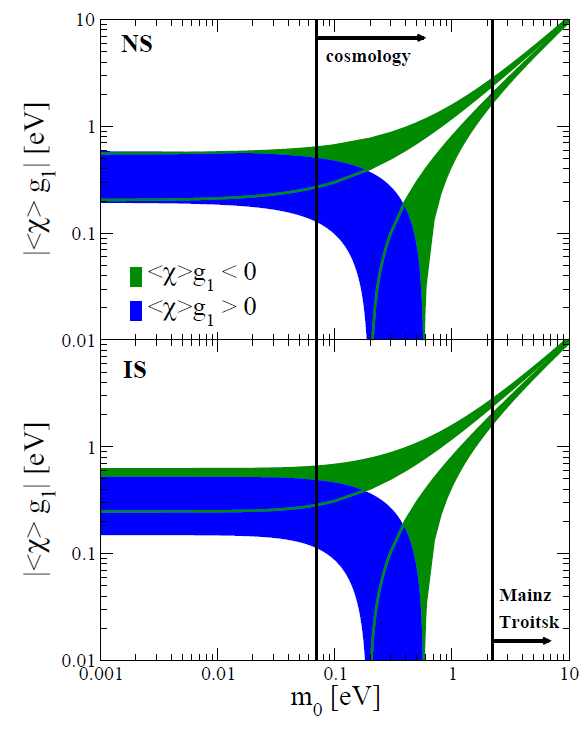 10
NS
cosmology
1
|<χ> g₁| [eV]
0.1
<χ>g₁ < 0
<χ>g₁ > 0
0.01
IS
1
|<χ> g₁| [eV]
0.1
Mainz
Troitsk
0.01
0.001 0.01 0.1 1 10
m₀ [eV]